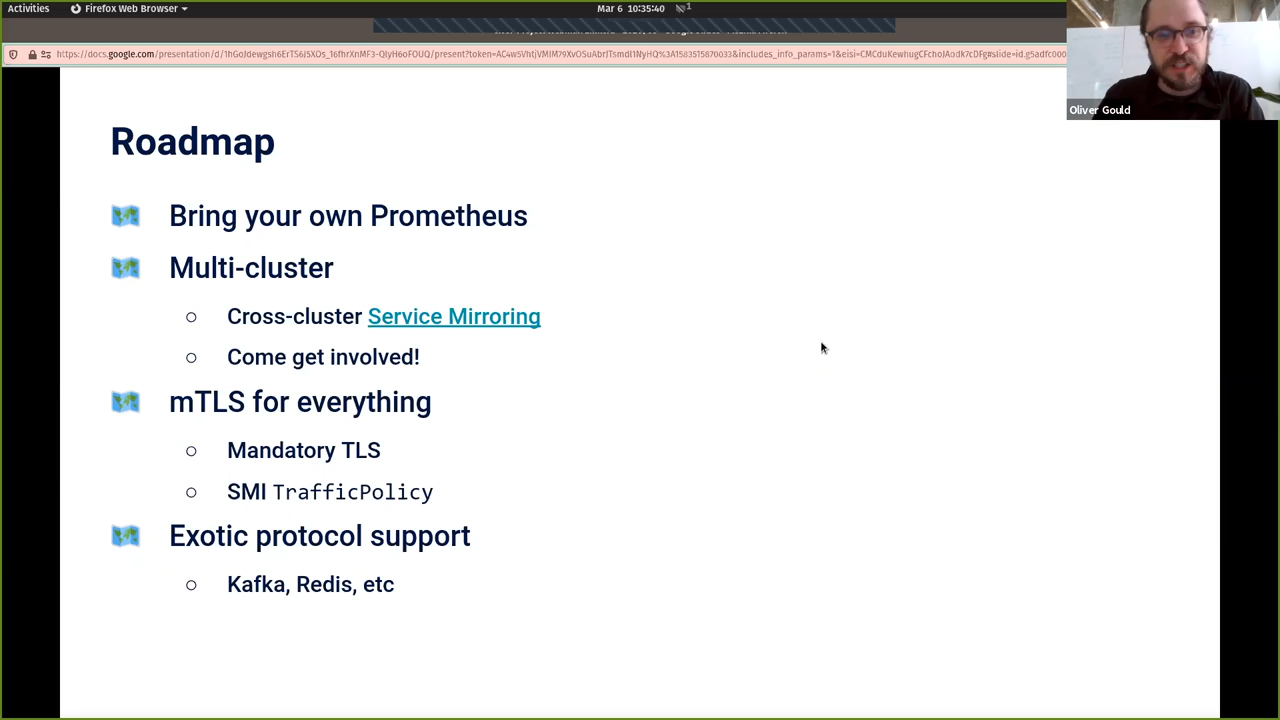 Activities
Firefox Web Browser
Mar 6 10:35:40
1
Oliver Gould
Roadmap
Bring your own Prometheus
Multi-cluster
Cross-cluster Service Mirroring
Come get involved!
mTLS for everything
Mandatory TLS
SMI TrafficPolicy
Exotic protocol support
Kafka, Redis, etc